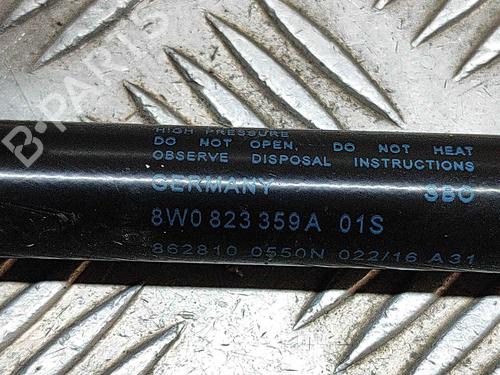 HIGH PRESSURE
DO NOT OPEN, DO NOT HEAT
OBSERVE DISPOSAL INSTRUCTIONS
GERMANY SBO
8W0 823 359A 01S
862810 0550N 022/16 A31
B-PARTS